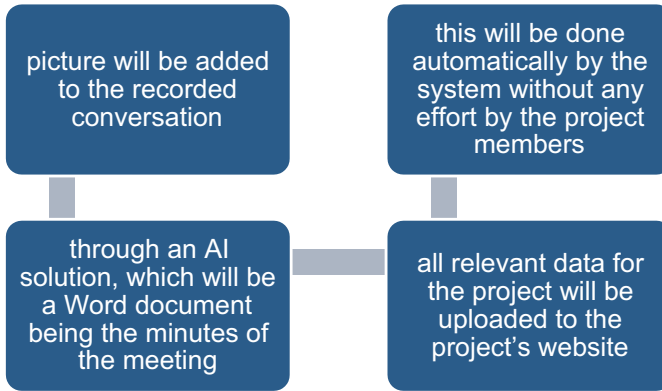 picture will be added
to the recorded
conversation
through an AI
solution, which will be
a Word document
being the minutes of
the meeting
all relevant data for
the project will be
uploaded to the
project's website
this will be done
automatically by the
system without any
effort by the project
members